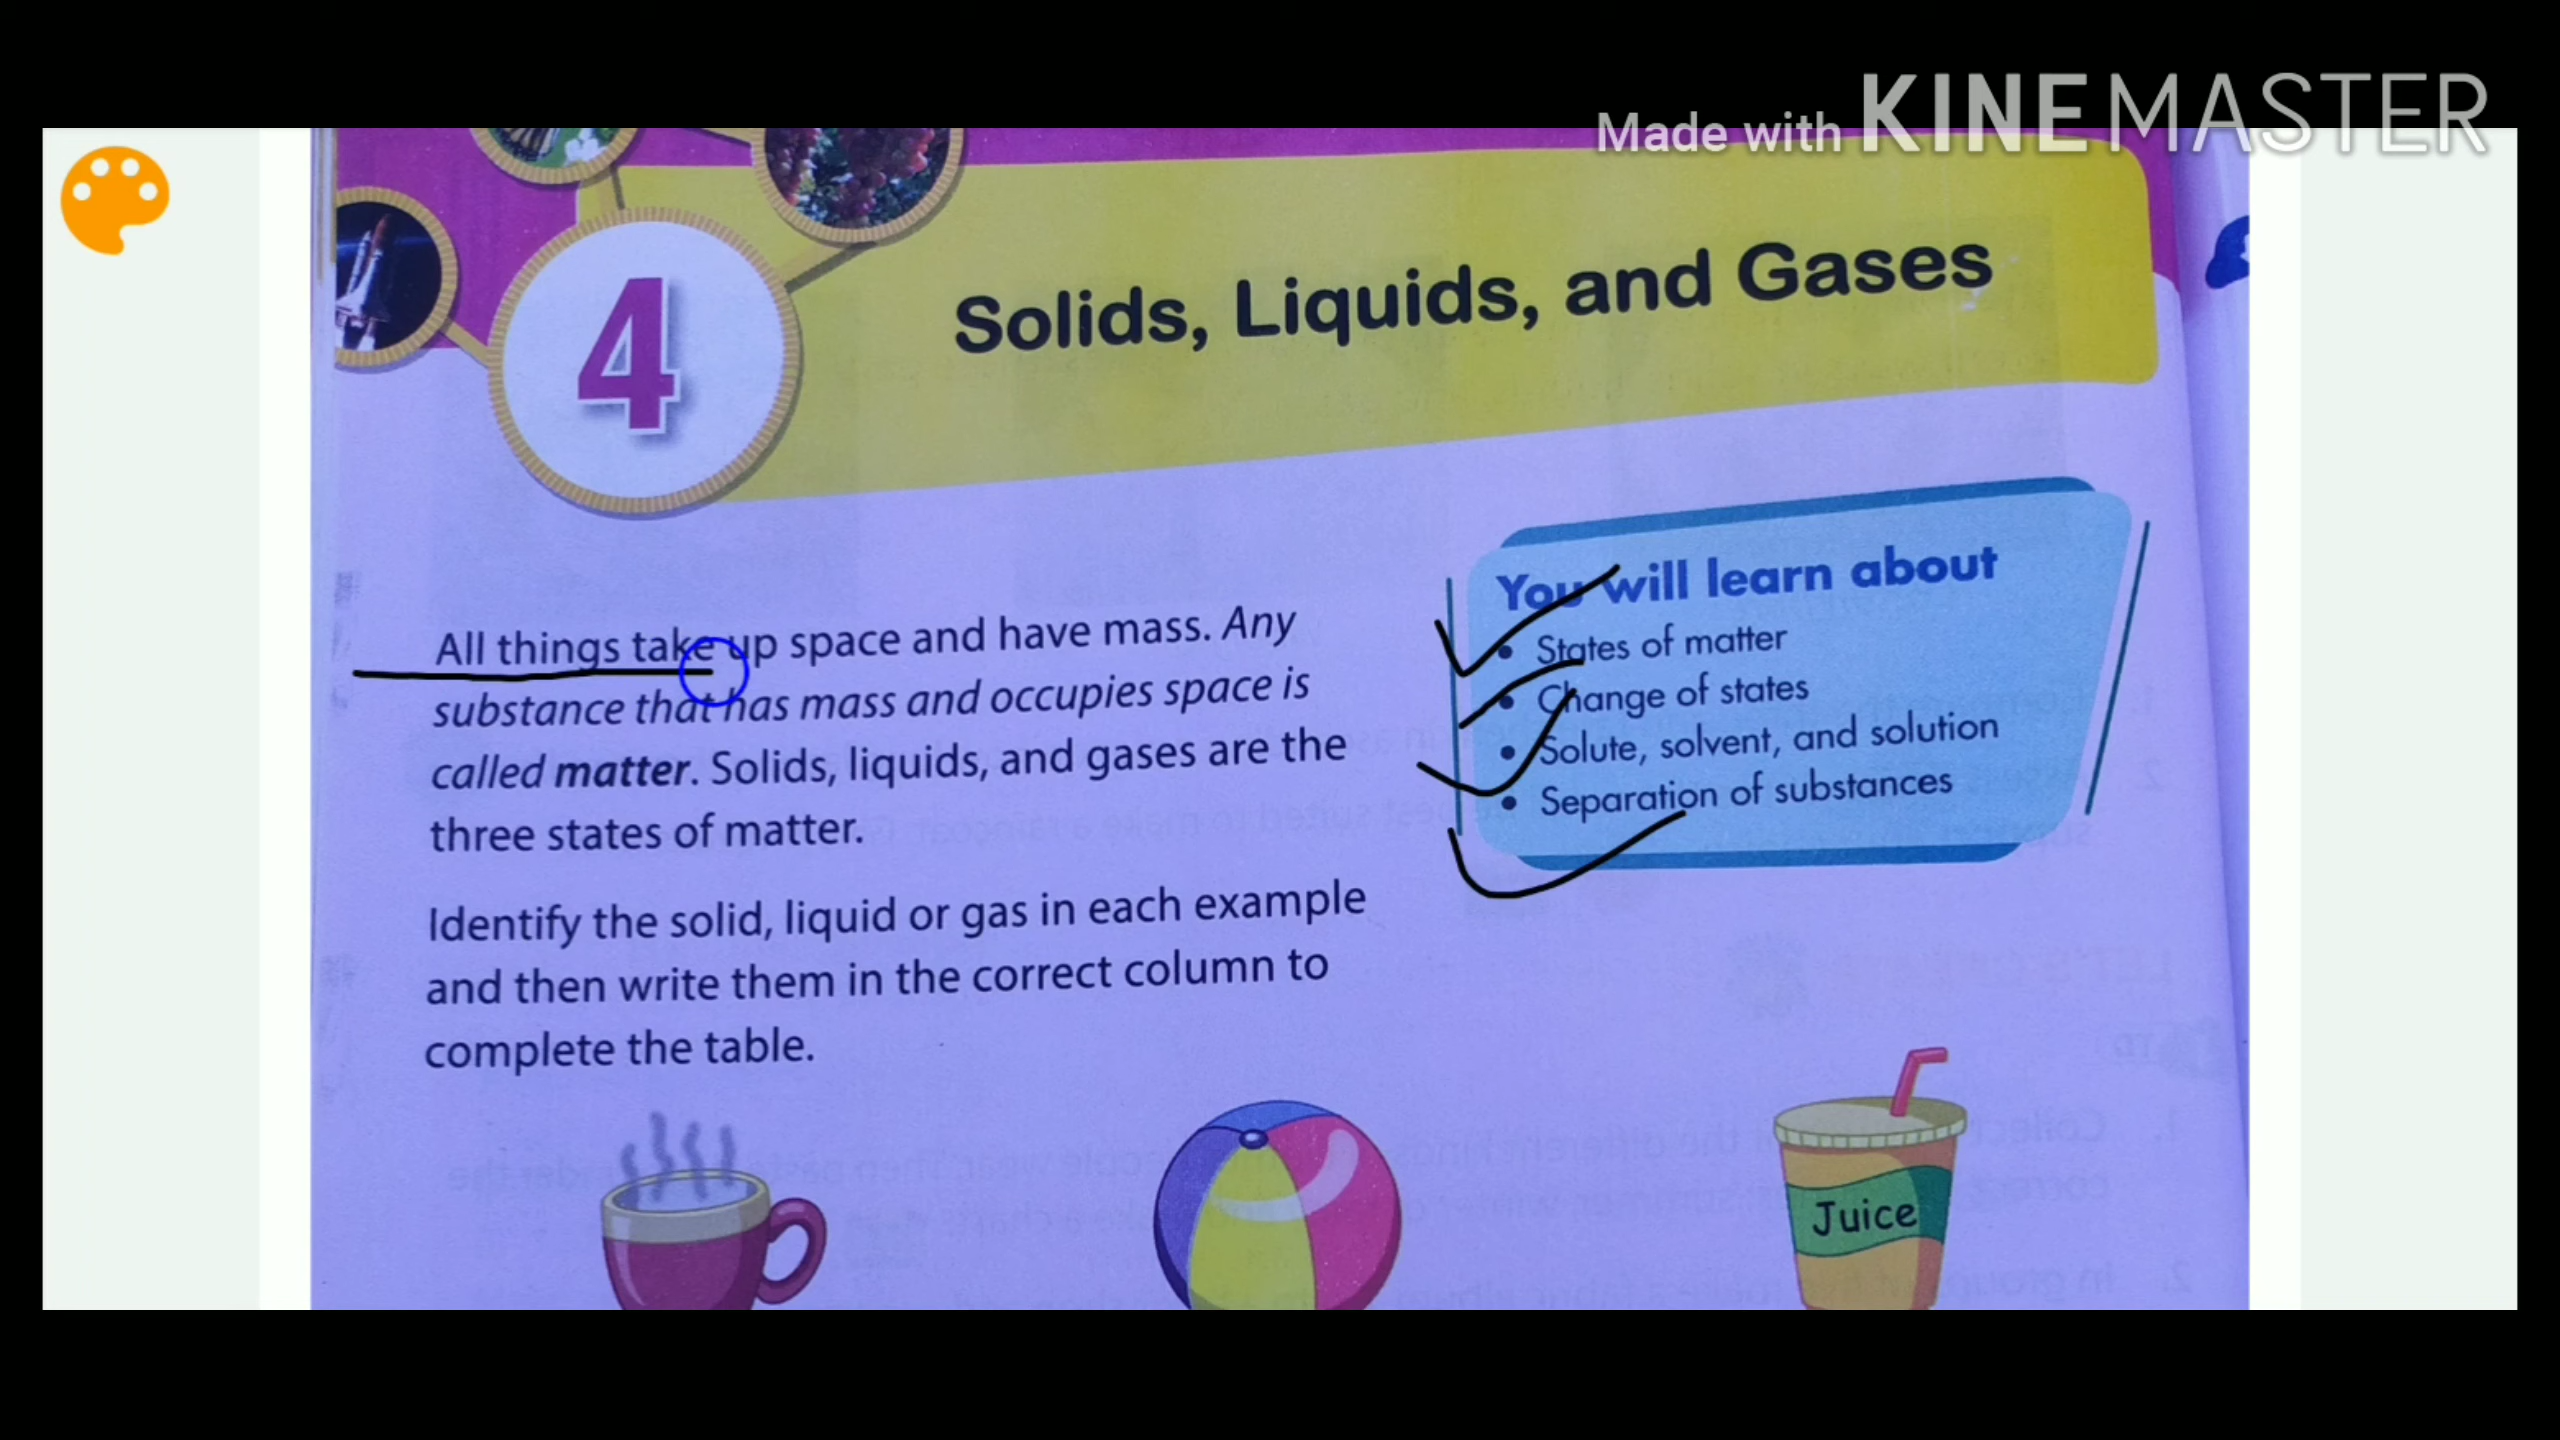 Made with KINEMASTER
4
Solids, Liquids, and Gases
All things take up space and have mass. Any
substance that has mass and occupies space is
called matter. Solids, liquids, and gases are the
three states of matter.
Identify the solid, liquid or gas in each example
and then write them in the correct column to
complete the table.
You will learn about
• States of matter
• Change of states
• Solute, solvent, and solution
• Separation of substances
Juice